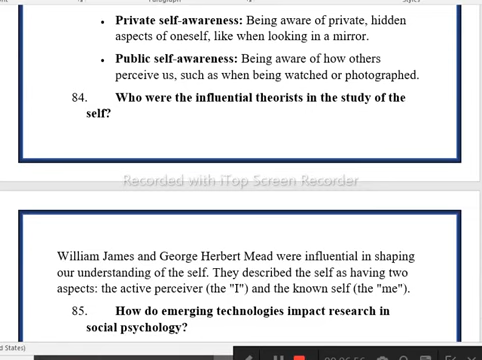 Paragraph
Styles
• Private self-awareness: Being aware of private, hidden
aspects of oneself, like when looking in a mirror.
• Public self-awareness: Being aware of how others
perceive us, such as when being watched or photographed.
84. Who were the influential theorists in the study of the
self?
Recorded with iTop Screen Recorder
William James and George Herbert Mead were influential in shaping
our understanding of the self. They described the self as having two
aspects: the active perceiver (the "I") and the known self (the "me").
85. How do emerging technologies impact research in
social psychology?
d States)